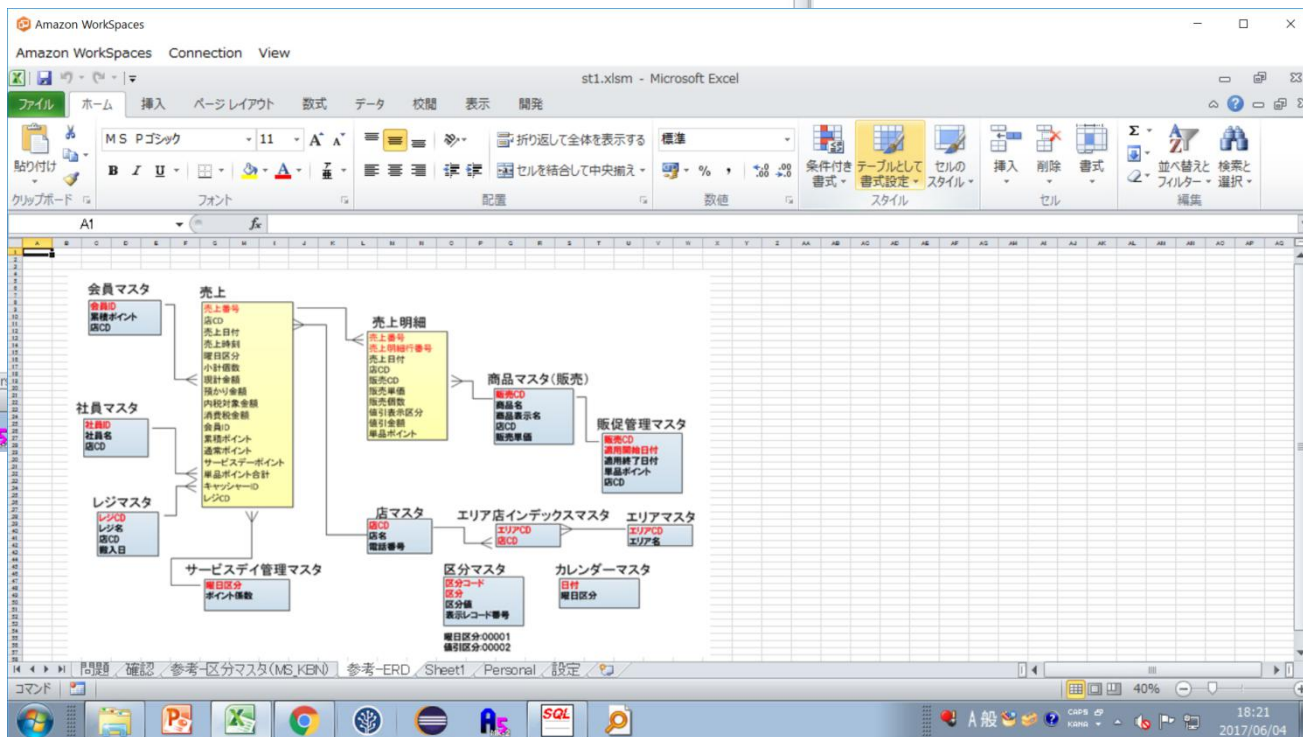 Amazon WorkSpaces
Amazon WorkSpaces Connection View
st1.xlsm - Microsoft Excel
ファイル ホーム 挿入 ページ レイアウト 数式 データ 校閲 表示 開発
MS Pゴシック 11 折り返して全体を表示する 標準
貼り付け B I U セルを結合して中央揃え % , 条件付き書式 テーブルとして書式設定 セルのスタイル 挿入 削除 書式 並べ替えとフィルター 検索と選択
クリップボード フォント 配置 数値 スタイル セル 編集
A1 fx
会員マスタ
会員ID
累積ポイント
店CD
売上
売上番号
店CD
売上日付
売上時刻
曜日区分
小計個数
現計金額
預かり金額
内税対象金額
消費税金額
会員ID
累積ポイント
通常ポイント
サービスデーポイント
単品ポイント合計
キャッシャーID
レジCD
売上明細
売上番号
売上明細行番号
売上日付
店CD
販売CD
販売単価
販売個数
値引表示区分
値引金額
単品ポイント
商品マスタ(販売)
販売CD
商品名
商品表示名
店CD
販売単価
販促管理マスタ
販売CD
適用開始日付
適用終了日付
単品ポイント
店CD
社員マスタ
社員ID
社員名
店CD
レジマスタ
レジCD
レジ名
店CD
搬入日
店マスタ
店CD
店名
電話番号
エリア店インデックスマスタ
エリアCD
店CD
エリアマスタ
エリアCD
エリア名
サービスデイ管理マスタ
曜日区分
ポイント係数
区分マスタ
区分コード
区分
区分値
表示レコード番号
カレンダーマスタ
日付
曜日区分
曜日区分:00001
値引区分:00002
問題 確認 参考-区分マスタ(MS_KBN) 参考-ERD Sheet1 Personal 設定
コマンド 40%
SQL A 般 CAPS KANA 18:21
2017/06/04